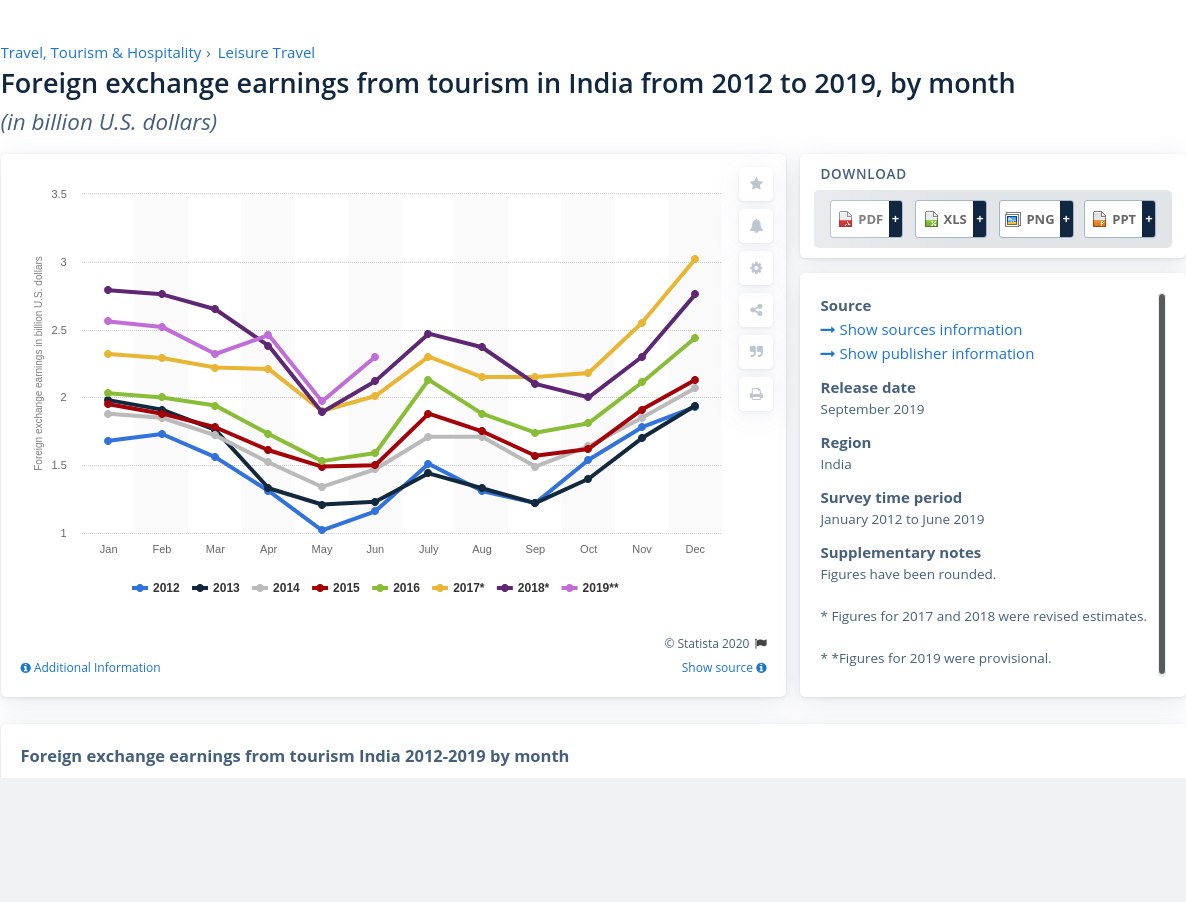 Travel, Tourism & Hospitality › Leisure Travel
Foreign exchange earnings from tourism in India from 2012 to 2019, by month
(in billion U.S. dollars)
Foreign exchange earnings in billion U.S. dollars
3.5
3
2.5
2
1.5
1
Jan Feb Mar Apr May Jun July Aug Sep Oct Nov Dec
2012 2013 2014 2015 2016 2017* 2018* 2019**
© Statista 2020
Additional Information
Show source
DOWNLOAD
PDF + XLS + PNG + PPT +
Source
Show sources information
Show publisher information
Release date
September 2019
Region
India
Survey time period
January 2012 to June 2019
Supplementary notes
Figures have been rounded.
* Figures for 2017 and 2018 were revised estimates.
* *Figures for 2019 were provisional.
Foreign exchange earnings from tourism India 2012-2019 by month